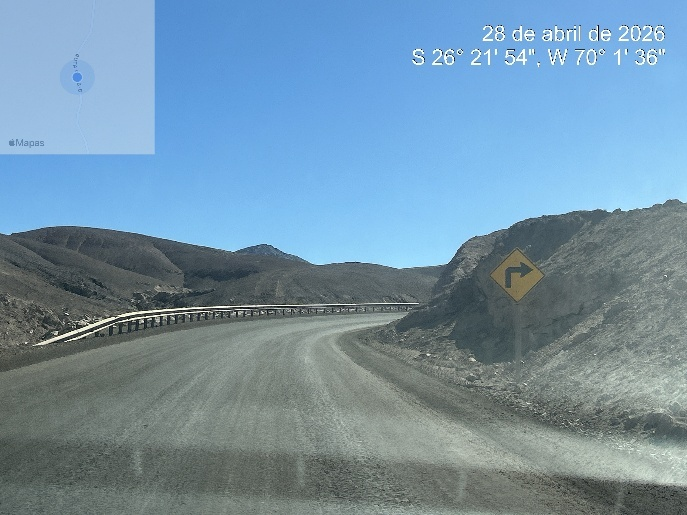 28 de abril de 2026
S 26° 21' 54", W 70° 1' 36"
Mapas